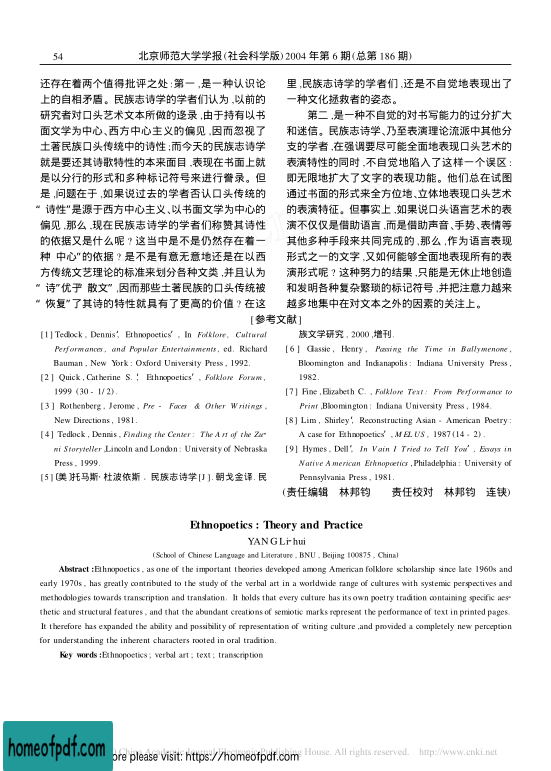 54 北京师范大学学报(社会科学版)2004 年第 6 期(总第 186 期)
还存在着两个值得批评之处:第一 ,是一种认识论
上的自相矛盾。民族志诗学的学者们认为 ,以前的
研究者对口头艺术文本所做的逯录 ,由于持有以书
面文学为中心、西方中心主义的偏见 ,因而忽视了
土著民族口头传统中的诗性 ;而今天的民族志诗学
就是要还其诗歌特性的本来面目 ,表现在书面上就
是以分行的形式和多种标记符号来进行誊录。但
是 ,问题在于 ,如果说过去的学者否认口头传统的
“ 诗性”是源于西方中心主义、以书面文学为中心的
偏见 ,那么 ,现在民族志诗学的学者们称赞其诗性
的依据又是什么呢 ? 这当中是不是仍然存在着一
种“中心”的依据 ? 是不是有意无意地还是在以西
方传统文艺理论的标准来划分各种文类 ,并且认为
“ 诗”优于“散文” ,因而那些土著民族的口头传统被
“ 恢复”了其诗的特性就具有了更高的价值 ? 在这
里 ,民族志诗学的学者们 ,还是不自觉地表现出了
一种文化拯救者的姿态。
第二 ,是一种不自觉的对书写能力的过分扩大
和迷信。民族志诗学、乃至表演理论流派中其他分
支的学者 ,在强调要尽可能全面地表现口头艺术的
表演特性的同时 ,不自觉地陷入了这样一个误区 :
即无限地扩大了文字的表现功能。他们总在试图
通过书面的形式来全方位地、立体地表现口头艺术
的表演特征。但事实上 ,如果说口头语言艺术的表
演不仅仅是借助语言 ,而是借助声音、手势、表情等
其他多种手段来共同完成的 ,那么 ,作为语言表现
形式之一的文字 ,又如何能够全面地表现所有的表
演形式呢 ? 这种努力的结果 ,只能是无休止地创造
和发明各种复杂繁琐的标记符号 ,并把注意力越来
越多地集中在对文本之外的因素的关注上。
[参考文献]
[1] Tedlock , Dennis′, Ethnopoetics′ , In Folklore, Cultural
Performances , and Popular Entertainments , ed. Richard
Bauman , New York : Oxford University Press , 1992.
[2 ] Quick , Catherine S. ‘, Ethnopoetics′ , Folklore Forum ,
1999 (30 - 1/ 2) .
[3 ] Rothenberg , Jerome , Pre - Faces & Other Writings ,
New Directions , 1981 .
[4 ] Tedlock , Dennis , Finding the Center : The Art of the Zu-
ni Storyteller ,Lincoln and London : University of Nebraska
Press , 1999.
[5] [美]托马斯·杜波依斯 . 民族志诗学[J ]. 朝戈金译. 民
族文学研究 , 2000 ,增刊.
[6 ] Glassie , Henry , Passing the Time in Ballymenone ,
Bloomington and Indianapolis : Indiana University Press ,
1982.
[7 ] Fine ,Elizabeth C. , Folklore Text : From Performance to
Print ,Bloomington : Indiana University Press , 1984.
[8 ] Lim , Shirley′, Reconstructing Asian - American Poetry :
A case for Ethnopoetics′ , MELUS , 1987 (14 - 2) .
[9 ] Hymes , Dell′, In Vain I Tried to Tell You′ , Essays in
Native American Ethnopoetics ,Philadelphia : University of
Pennsylvania Press , 1981.
(责任编辑 林邦钧 责任校对 林邦钧 连铗)
Ethnopoetics : Theory and Practice
YANG Li-hui
(School of Chinese Language and Literature , BNU , Beijing 100875 , China)
Abstract :Ethnopoetics , as one of the important theories developed among American folklore scholarship since late 1960s and
early 1970s , has greatly contributed to the study of the verbal art in a worldwide range of cultures with systemic perspectives and
methodologies towards transcription and translation. It holds that every culture has its own poetry tradition containing specific aes-
thetic and structural features , and that the abundant creations of semiotic marks represent the performance of text in printed pages.
It therefore has expanded the ability and possibility of representation of writing culture ,and provided a completely new perception
for understanding the inherent characters rooted in oral tradition.
Key words :Ethnopoetics ; verbal art ; text ; transcription
China Academic Journal Electronic Publishing House. All rights reserved. http://www.cnki.net
homeofpdf.com
ore please visit: https://homeofpdf.com